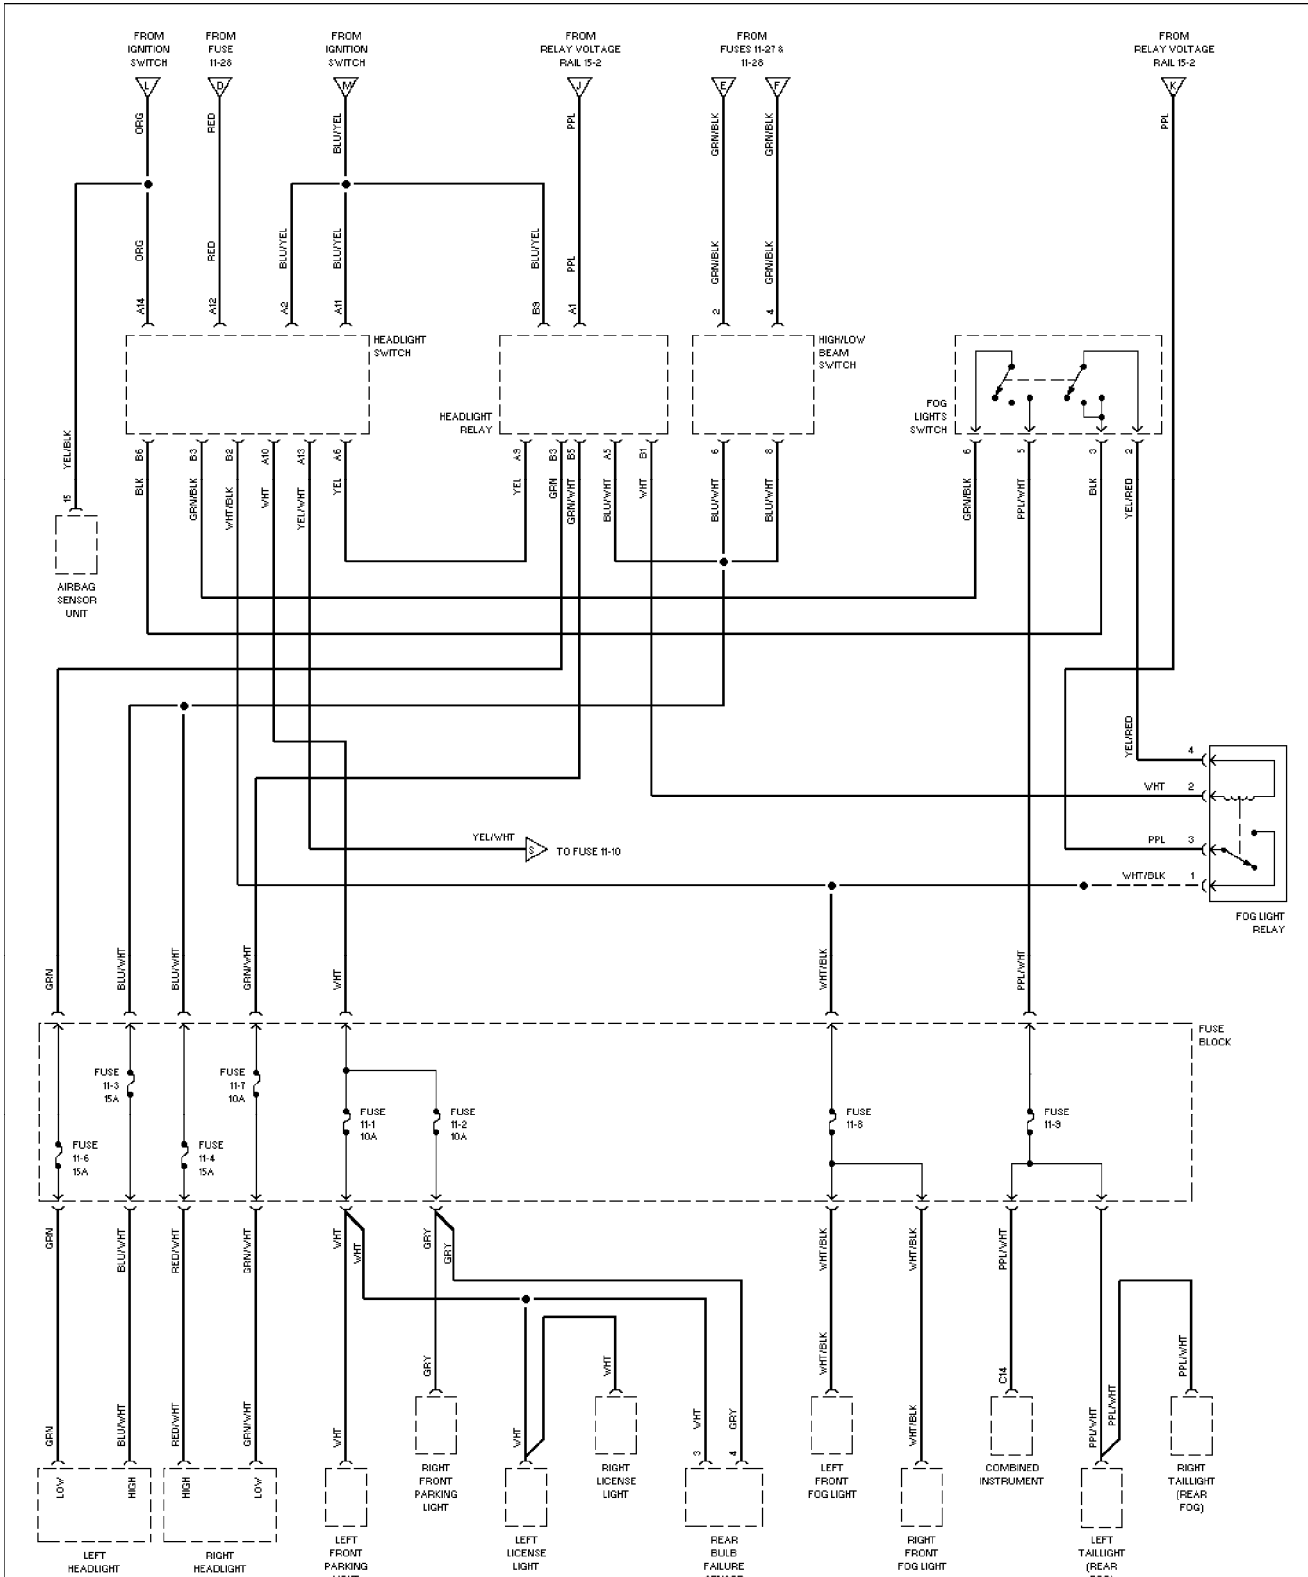 FROM
IGNITION
SWITCH
FROM
FUSE
11-28
FROM
IGNITION
SWITCH
FROM
RELAY VOLTAGE
RAIL 15-2
FROM
FUSES 11-27 &
11-28
FROM
RELAY VOLTAGE
RAIL 15-2
L
D
M
J
E
F
K
ORG
RED
BLU/YEL
PPL
GRN/BLK
GRN/BLK
PPL
ORG
RED
BLU/YEL
BLU/YEL
BLU/YEL
PPL
GRN/BLK
GRN/BLK
A14
A12
A2
A11
B9
A1
2
4
HEADLIGHT
SWITCH
HIGH/LOW
BEAM
SWITCH
HEADLIGHT
RELAY
FOG
LIGHTS
SWITCH
YEL/BLK
15
B6
B3
B2
A10
A13
A6
A9
B3
B5
A5
B1
6
8
6
5
3
2
BLK
GRN/BLK
WHT/BLK
WHT
YEL/WHT
YEL
YEL
GRN
GRN/WHT
BLU/WHT
WHT
BLU/WHT
BLU/WHT
GRN/BLK
PPL/WHT
BLK
YEL/RED
AIRBAG
SENSOR
UNIT
YEL/RED
4
WHT 2
PPL 3
WHT/BLK 1
FOG LIGHT
RELAY
YEL/WHT
S
TO FUSE 11-10
GRN
BLU/WHT
BLU/WHT
GRN/WHT
WHT
WHT/BLK
PPL/WHT
FUSE
BLOCK
FUSE
11-3
15A
FUSE
11-7
10A
FUSE
11-6
15A
FUSE
11-4
15A
FUSE
11-1
10A
FUSE
11-2
10A
FUSE
11-8
FUSE
11-9
GRN
BLU/WHT
RED/WHT
GRN/WHT
WHT
WHT
GRY
GRY
WHT/BLK
WHT/BLK
PPL/WHT
GRN
BLU/WHT
RED/WHT
GRN/WHT
WHT
GRY
WHT
WHT
WHT
3
GRY
4
WHT/BLK
WHT/BLK
C14
PPL/WHT
PPL/WHT
PPL/WHT
LOW
HIGH
HIGH
LOW
LEFT
HEADLIGHT
RIGHT
HEADLIGHT
LEFT
FRONT
PARKING
RIGHT
FRONT
PARKING
LIGHT
LEFT
LICENSE
LIGHT
RIGHT
LICENSE
LIGHT
REAR
BULB
FAILURE
LEFT
FRONT
FOG LIGHT
RIGHT
FRONT
FOG LIGHT
COMBINED
INSTRUMENT
LEFT
TAILLIGHT
(REAR
RIGHT
TAILLIGHT
(REAR
FOG)